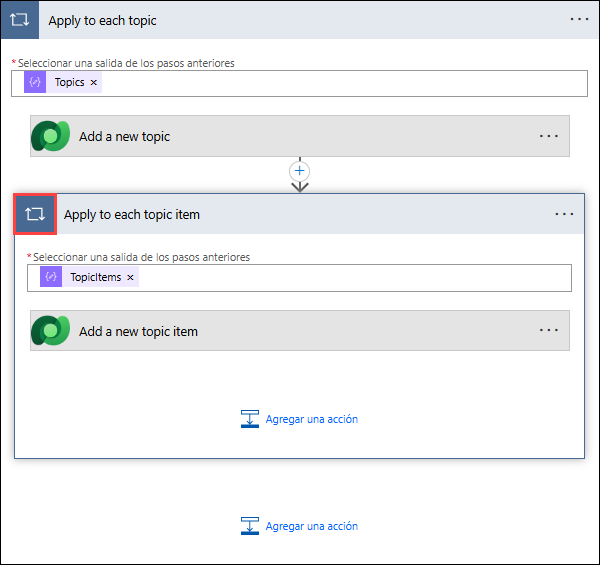 Apply to each topic
* Seleccionar una salida de los pasos anteriores
Topics ×
Add a new topic
Apply to each topic item
* Seleccionar una salida de los pasos anteriores
TopicItems ×
Add a new topic item
Agregar una acción
Agregar una acción